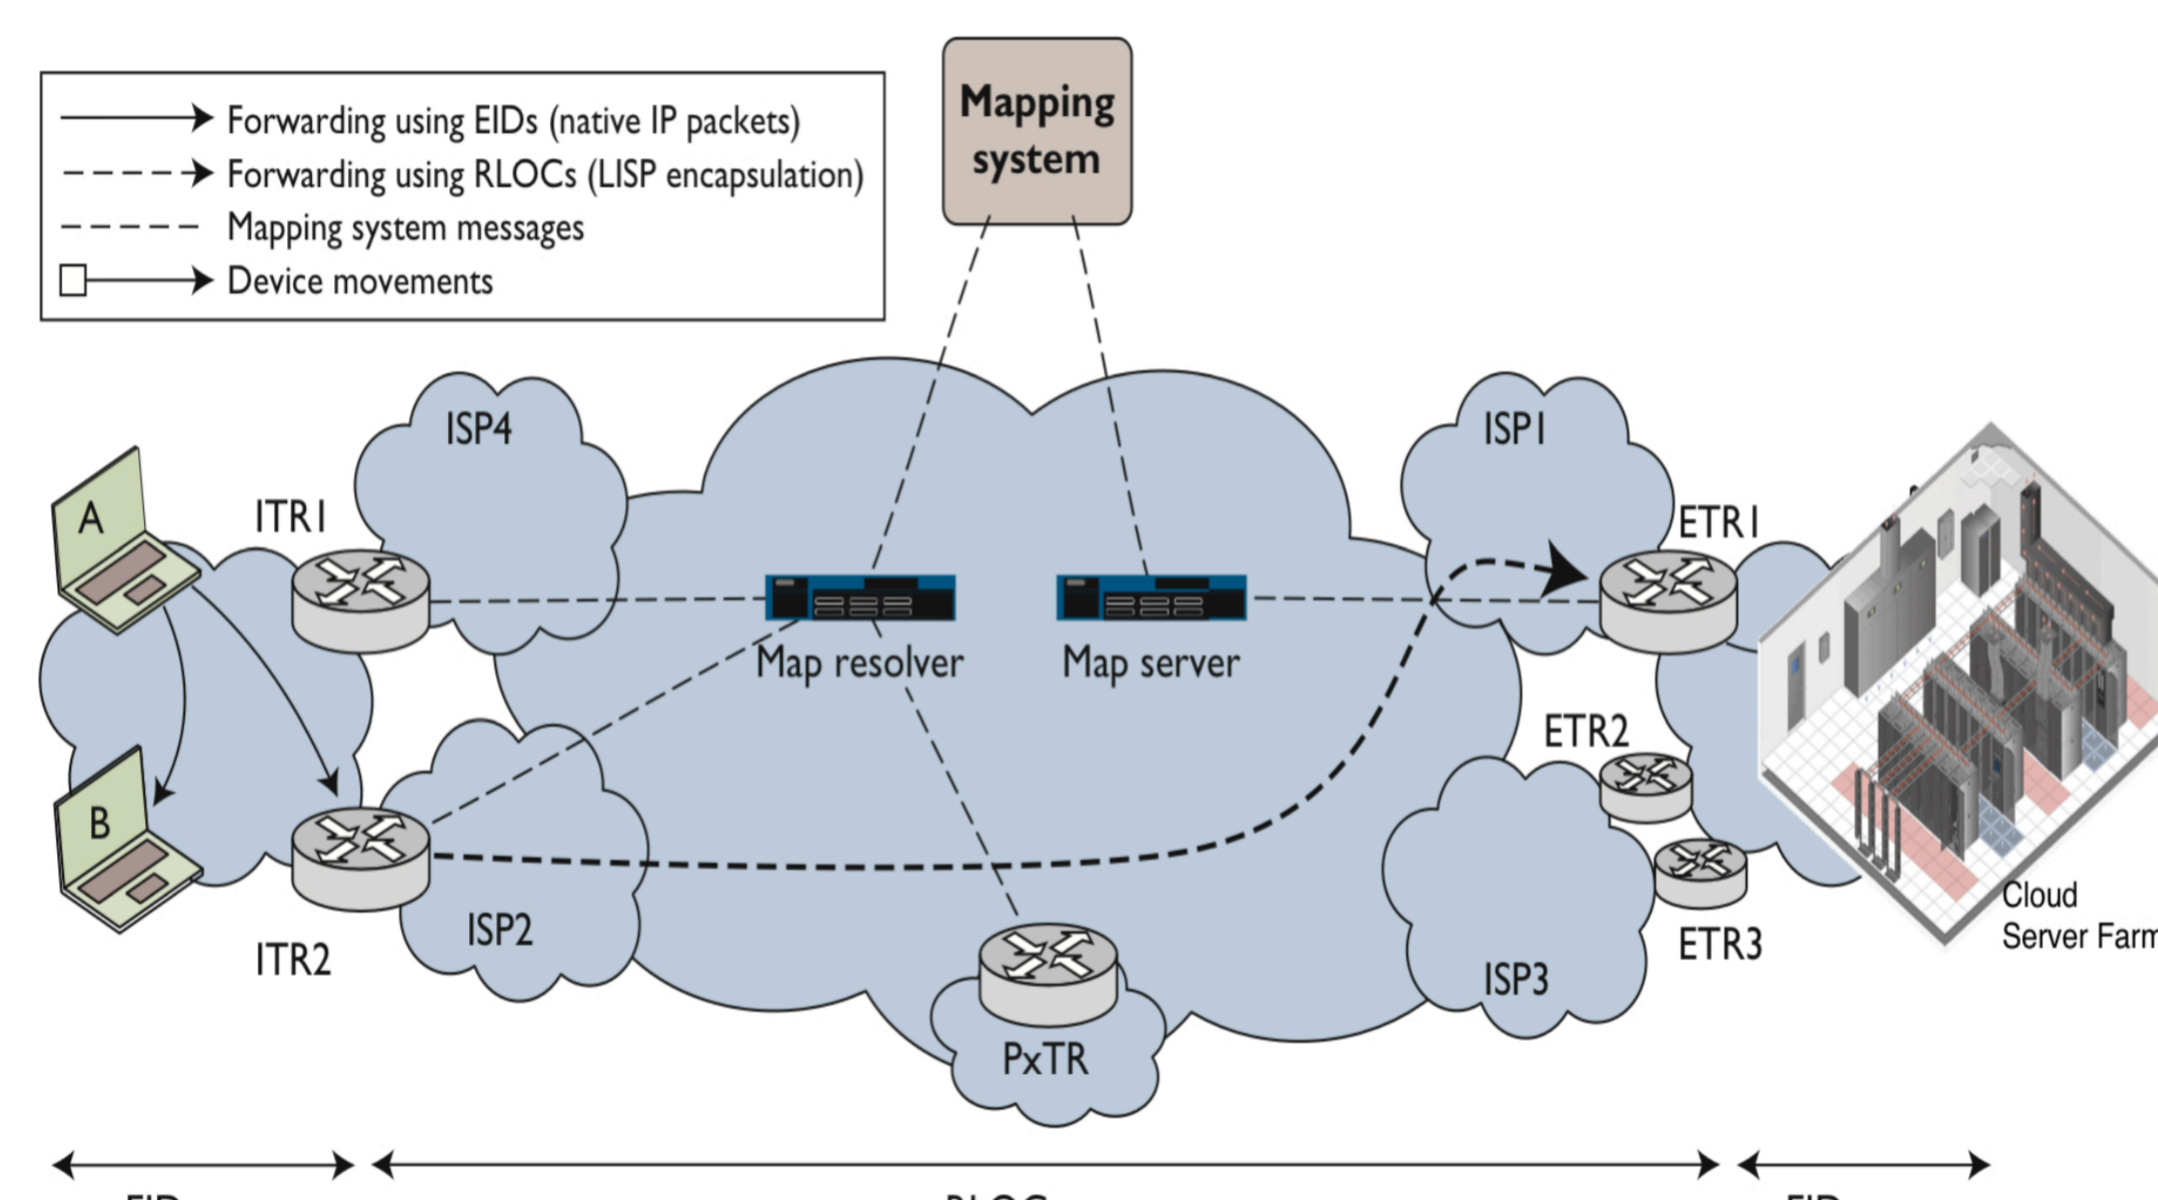 Mapping
system
Forwarding using EIDs (native IP packets)
Forwarding using RLOCs (LISP encapsulation)
Mapping system messages
Device movements
ISP4
ISP1
A
ITR1
ETR1
Map resolver
Map server
ETR2
B
ISP2
ITR2
Cloud
Server Farm
ETR3
ISP3
PxTR